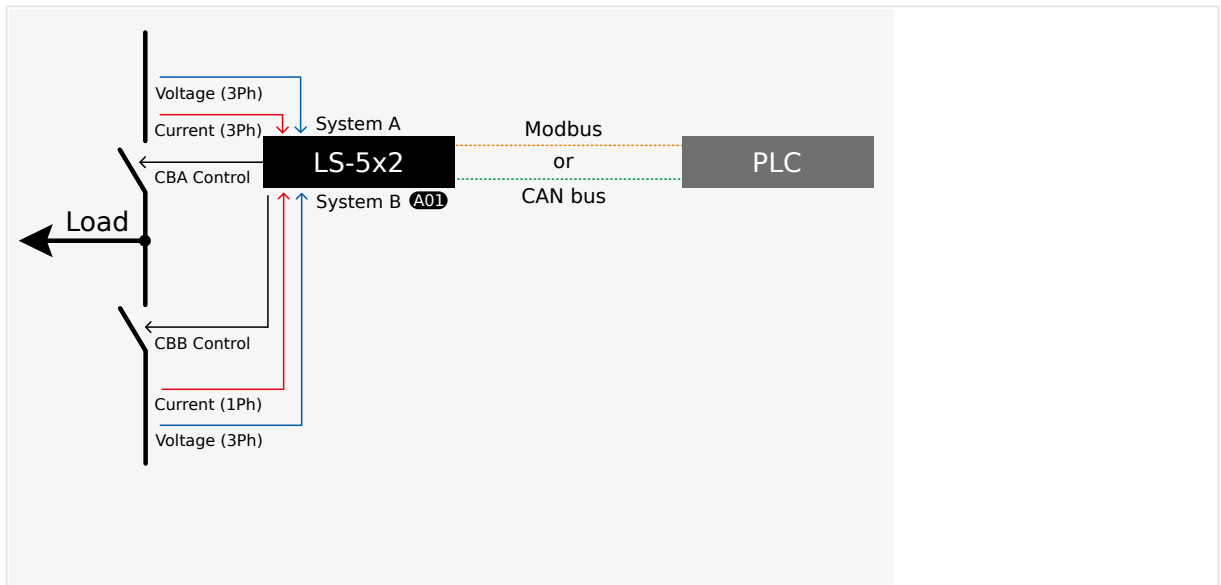 Voltage (3Ph)
Current (3Ph)
System A
Modbus
LS-5x2
or
PLC
CBA Control
CAN bus
System B A01
Load
CBB Control
Current (1Ph)
Voltage (3Ph)